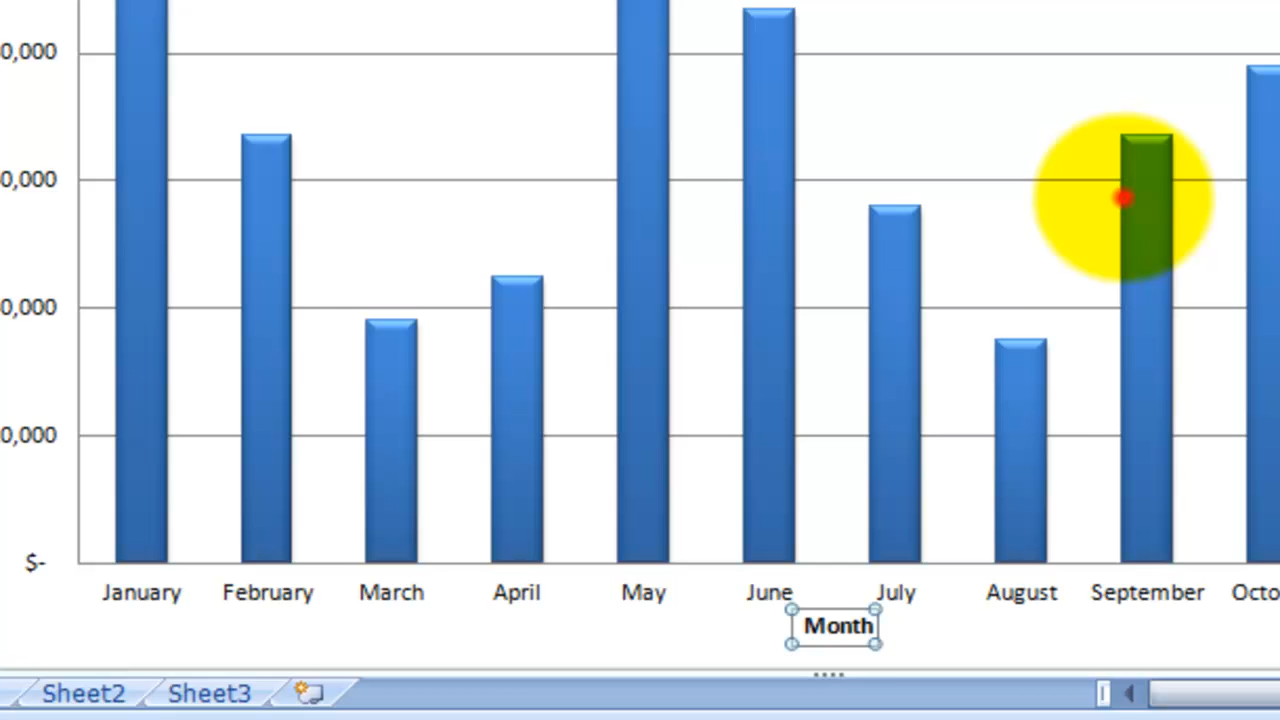 0,000
0,000
0,000
0,000
$-
January February March April May June July August September Octo
Month
Sheet2 Sheet3